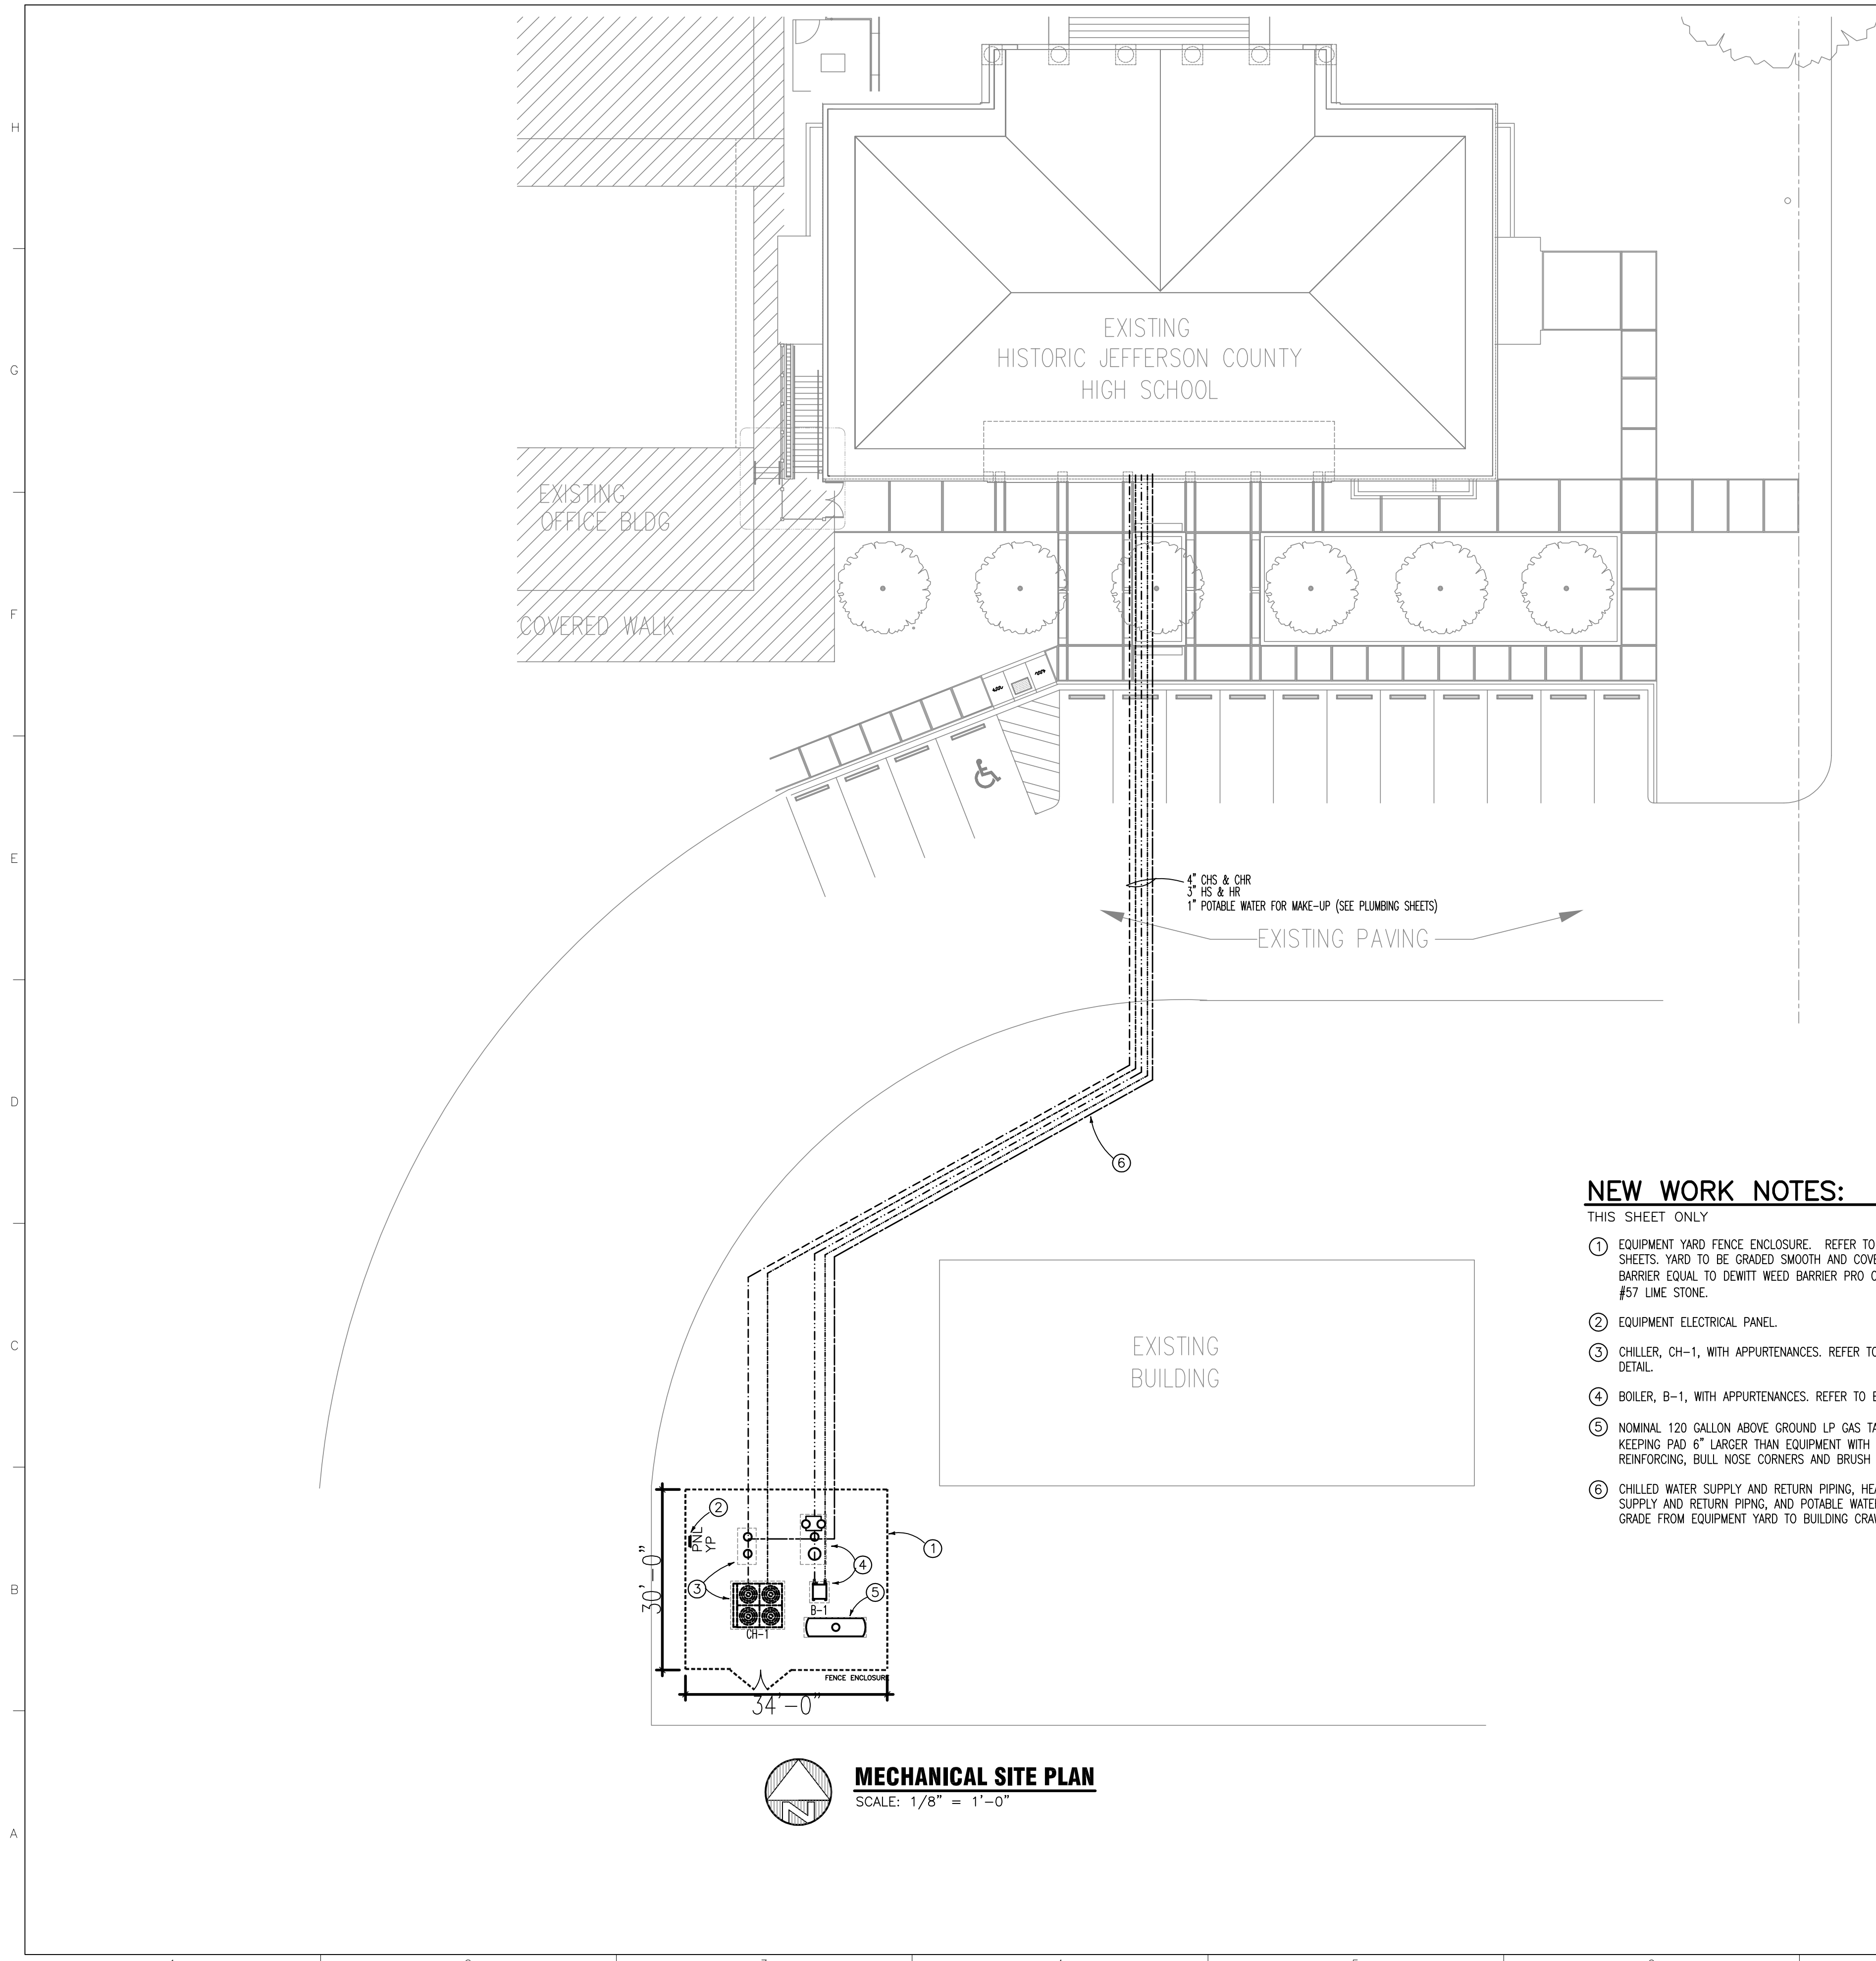 H
G
F
E
D
C
B
A
EXISTING
HISTORIC JEFFERSON COUNTY
HIGH SCHOOL
EXISTING
OFFICE BLDG
COVERED WALK
4" CHS & CHR
3" HS & HR
1" POTABLE WATER FOR MAKE-UP (SEE PLUMBING SHEETS)
EXISTING PAVING
6
EXISTING
BUILDING
2
PNL
YP
1
4
3
5
B-1
CH-1
FENCE ENCLOSURE
30'-0"
34'-0"
N
MECHANICAL SITE PLAN
SCALE: 1/8" = 1'-0"
NEW WORK NOTES:
THIS SHEET ONLY
1 EQUIPMENT YARD FENCE ENCLOSURE. REFER TO
SHEETS. YARD TO BE GRADED SMOOTH AND
BARRIER EQUAL TO DEWITT WEED BARRIER PRO
#57 LIME STONE.
2 EQUIPMENT ELECTRICAL PANEL.
3 CHILLER, CH-1, WITH APPURTENANCES. REFER TO
DETAIL.
4 BOILER, B-1, WITH APPURTENANCES. REFER TO
5 NOMINAL 120 GALLON ABOVE GROUND LP GAS
KEEPING PAD 6" LARGER THAN EQUIPMENT WITH
REINFORCING, BULL NOSE CORNERS AND BRUSH
6 CHILLED WATER SUPPLY AND RETURN PIPING,
SUPPLY AND RETURN PIPNG, AND POTABLE
GRADE FROM EQUIPMENT YARD TO BUILDING